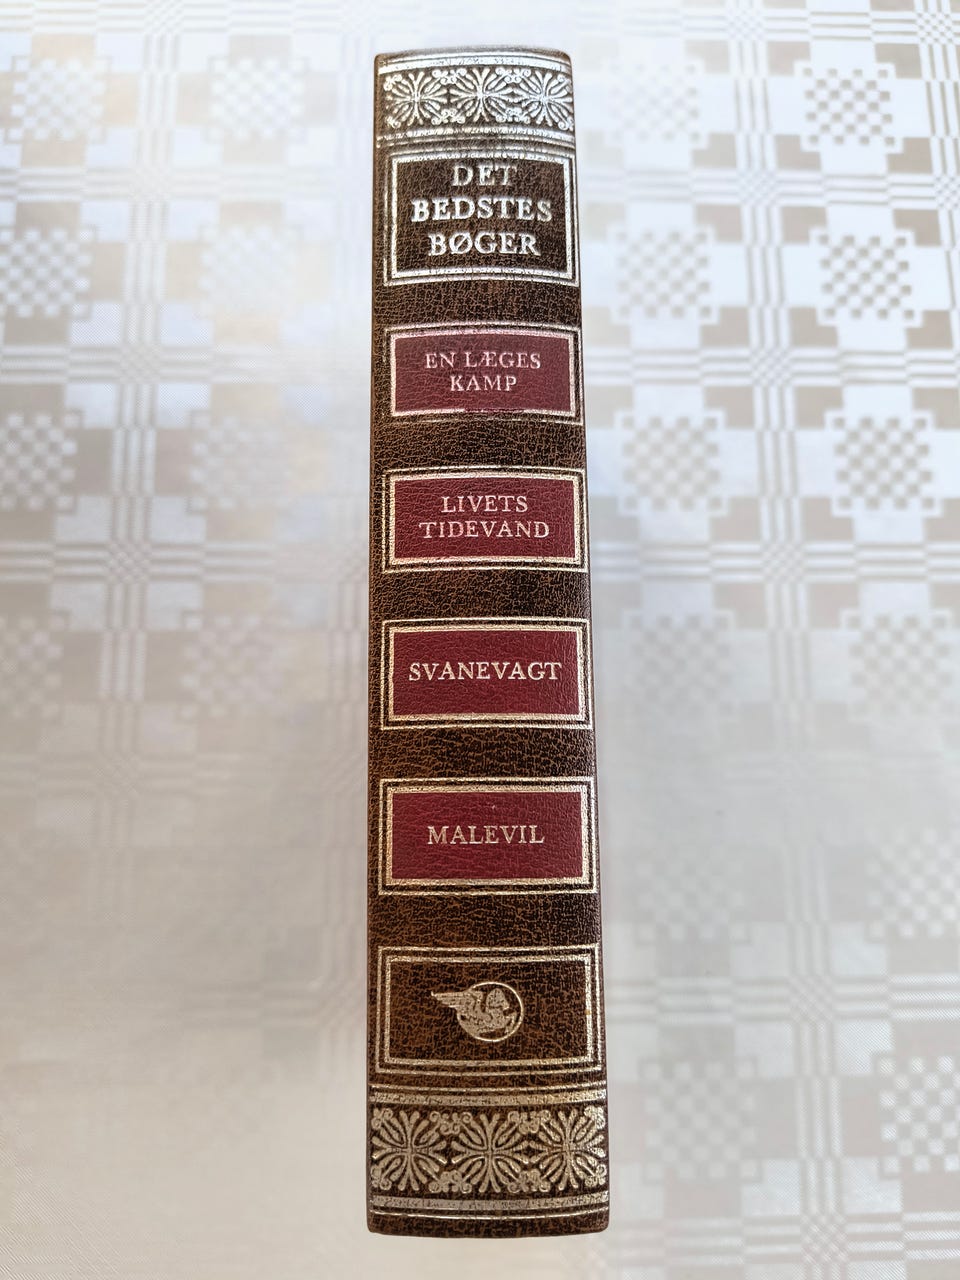 DET
BEDSTES
BØGER
EN LÆGES
KAMP
LIVETS
TIDEVAND
SVANEVAGT
MALEVIL